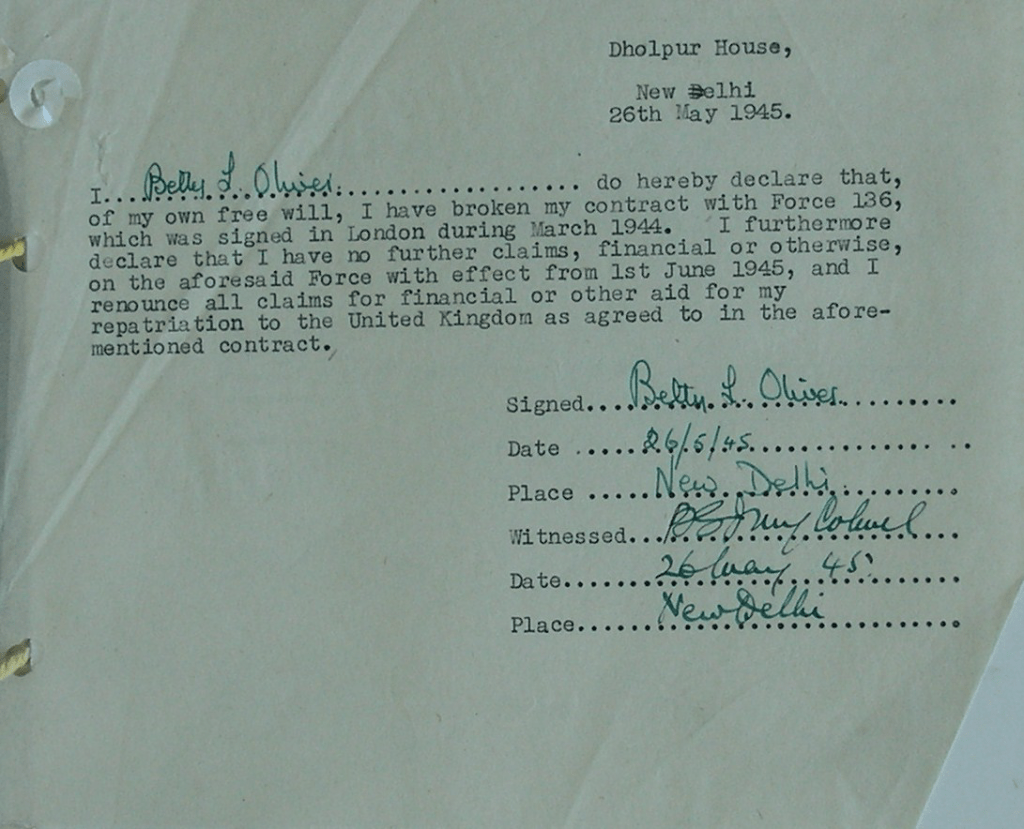 Dholpur House,
New Delhi
26th May 1945.
I....Betty L. Oliver..................... do hereby declare that,
of my own free will, I have broken my contract with Force 136,
which was signed in London during March 1944. I furthermore
declare that I have no further claims, financial or otherwise,
on the aforesaid Force with effect from 1st June 1945, and I
renounce all claims for financial or other aid for my
repatriation to the United Kingdom as agreed to in the afore-
mentioned contract.
Signed....Betty L. Oliver..........
Date .....26/5/45.............. ..
Place .....New Delhi.............
Witnessed...
Date.......26 May 45.............
Place.......New Delhi.............